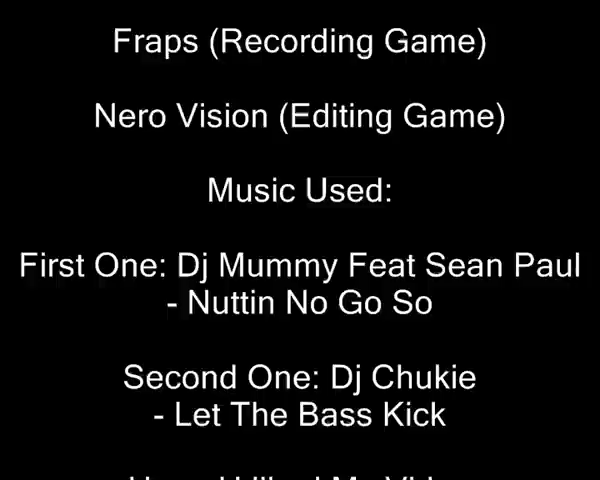 Fraps (Recording Game)
Nero Vision (Editing Game)
Music Used:
First One: Dj Mummy Feat Sean Paul
- Nuttin No Go So
Second One: Dj Chukie
- Let The Bass Kick